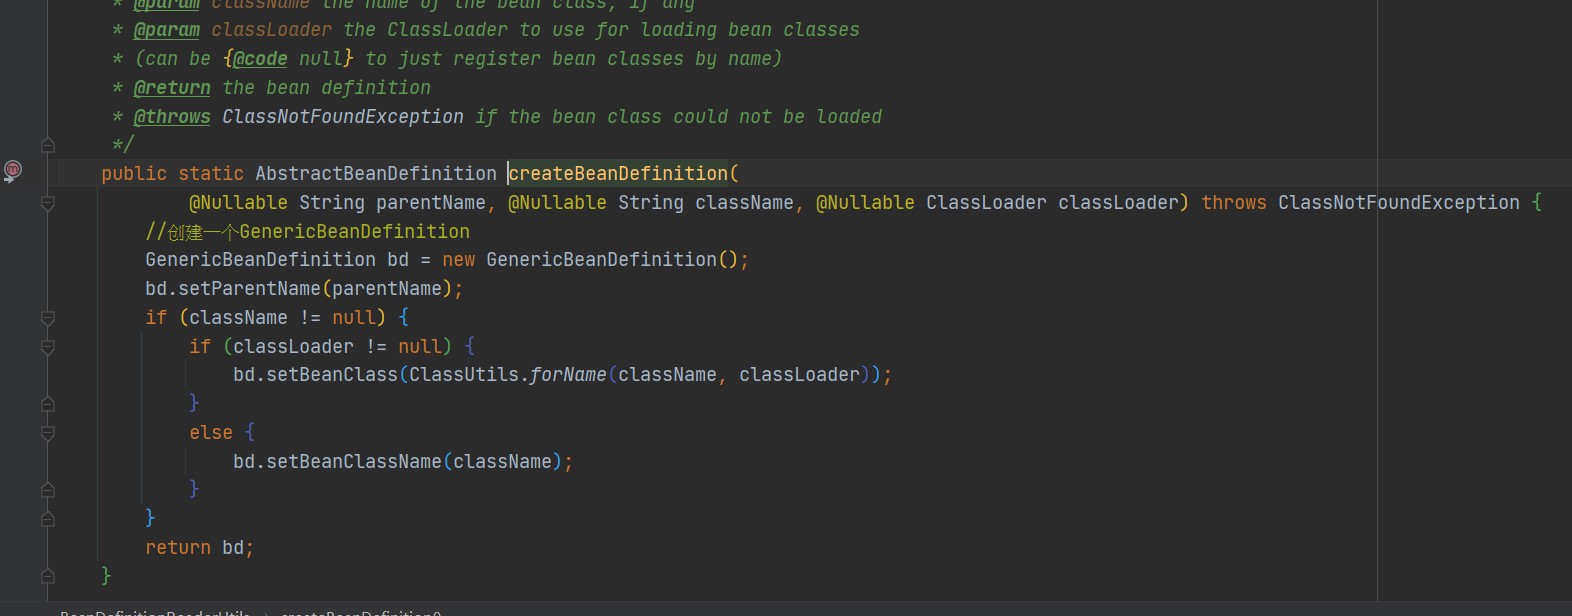 * @param className the name of the bean class, if any
* @param classLoader the ClassLoader to use for loading bean classes
* (can be {@code null} to just register bean classes by name)
* @return the bean definition
* @throws ClassNotFoundException if the bean class could not be loaded
*/
public static AbstractBeanDefinition createBeanDefinition(
@Nullable String parentName, @Nullable String className, @Nullable ClassLoader classLoader) throws ClassNotFoundException {
//创建一个GenericBeanDefinition
GenericBeanDefinition bd = new GenericBeanDefinition();
bd.setParentName(parentName);
if (className != null) {
if (classLoader != null) {
bd.setBeanClass(ClassUtils.forName(className, classLoader));
}
else {
bd.setBeanClassName(className);
}
}
return bd;
}
BeanDefinitionReaderUtils > createBeanDefinition()